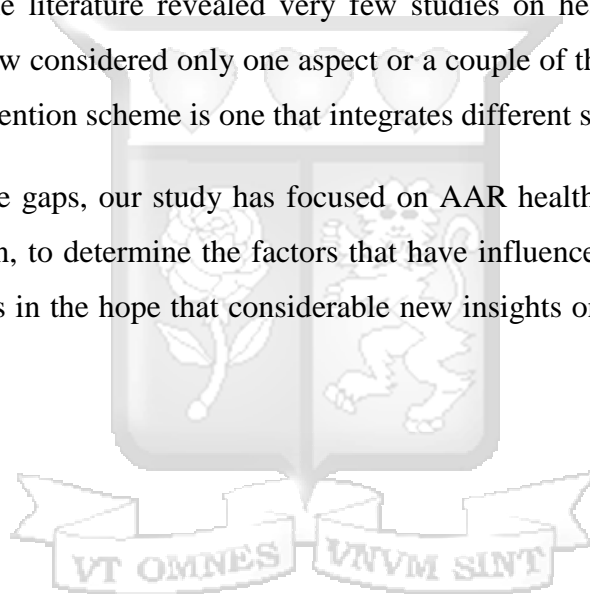 e literature revealed very few studies on he
w considered only one aspect or a couple of th
ention scheme is one that integrates different s
e gaps, our study has focused on AAR health
n, to determine the factors that have influence
s in the hope that considerable new insights or
VT OMNES VNVM SINT